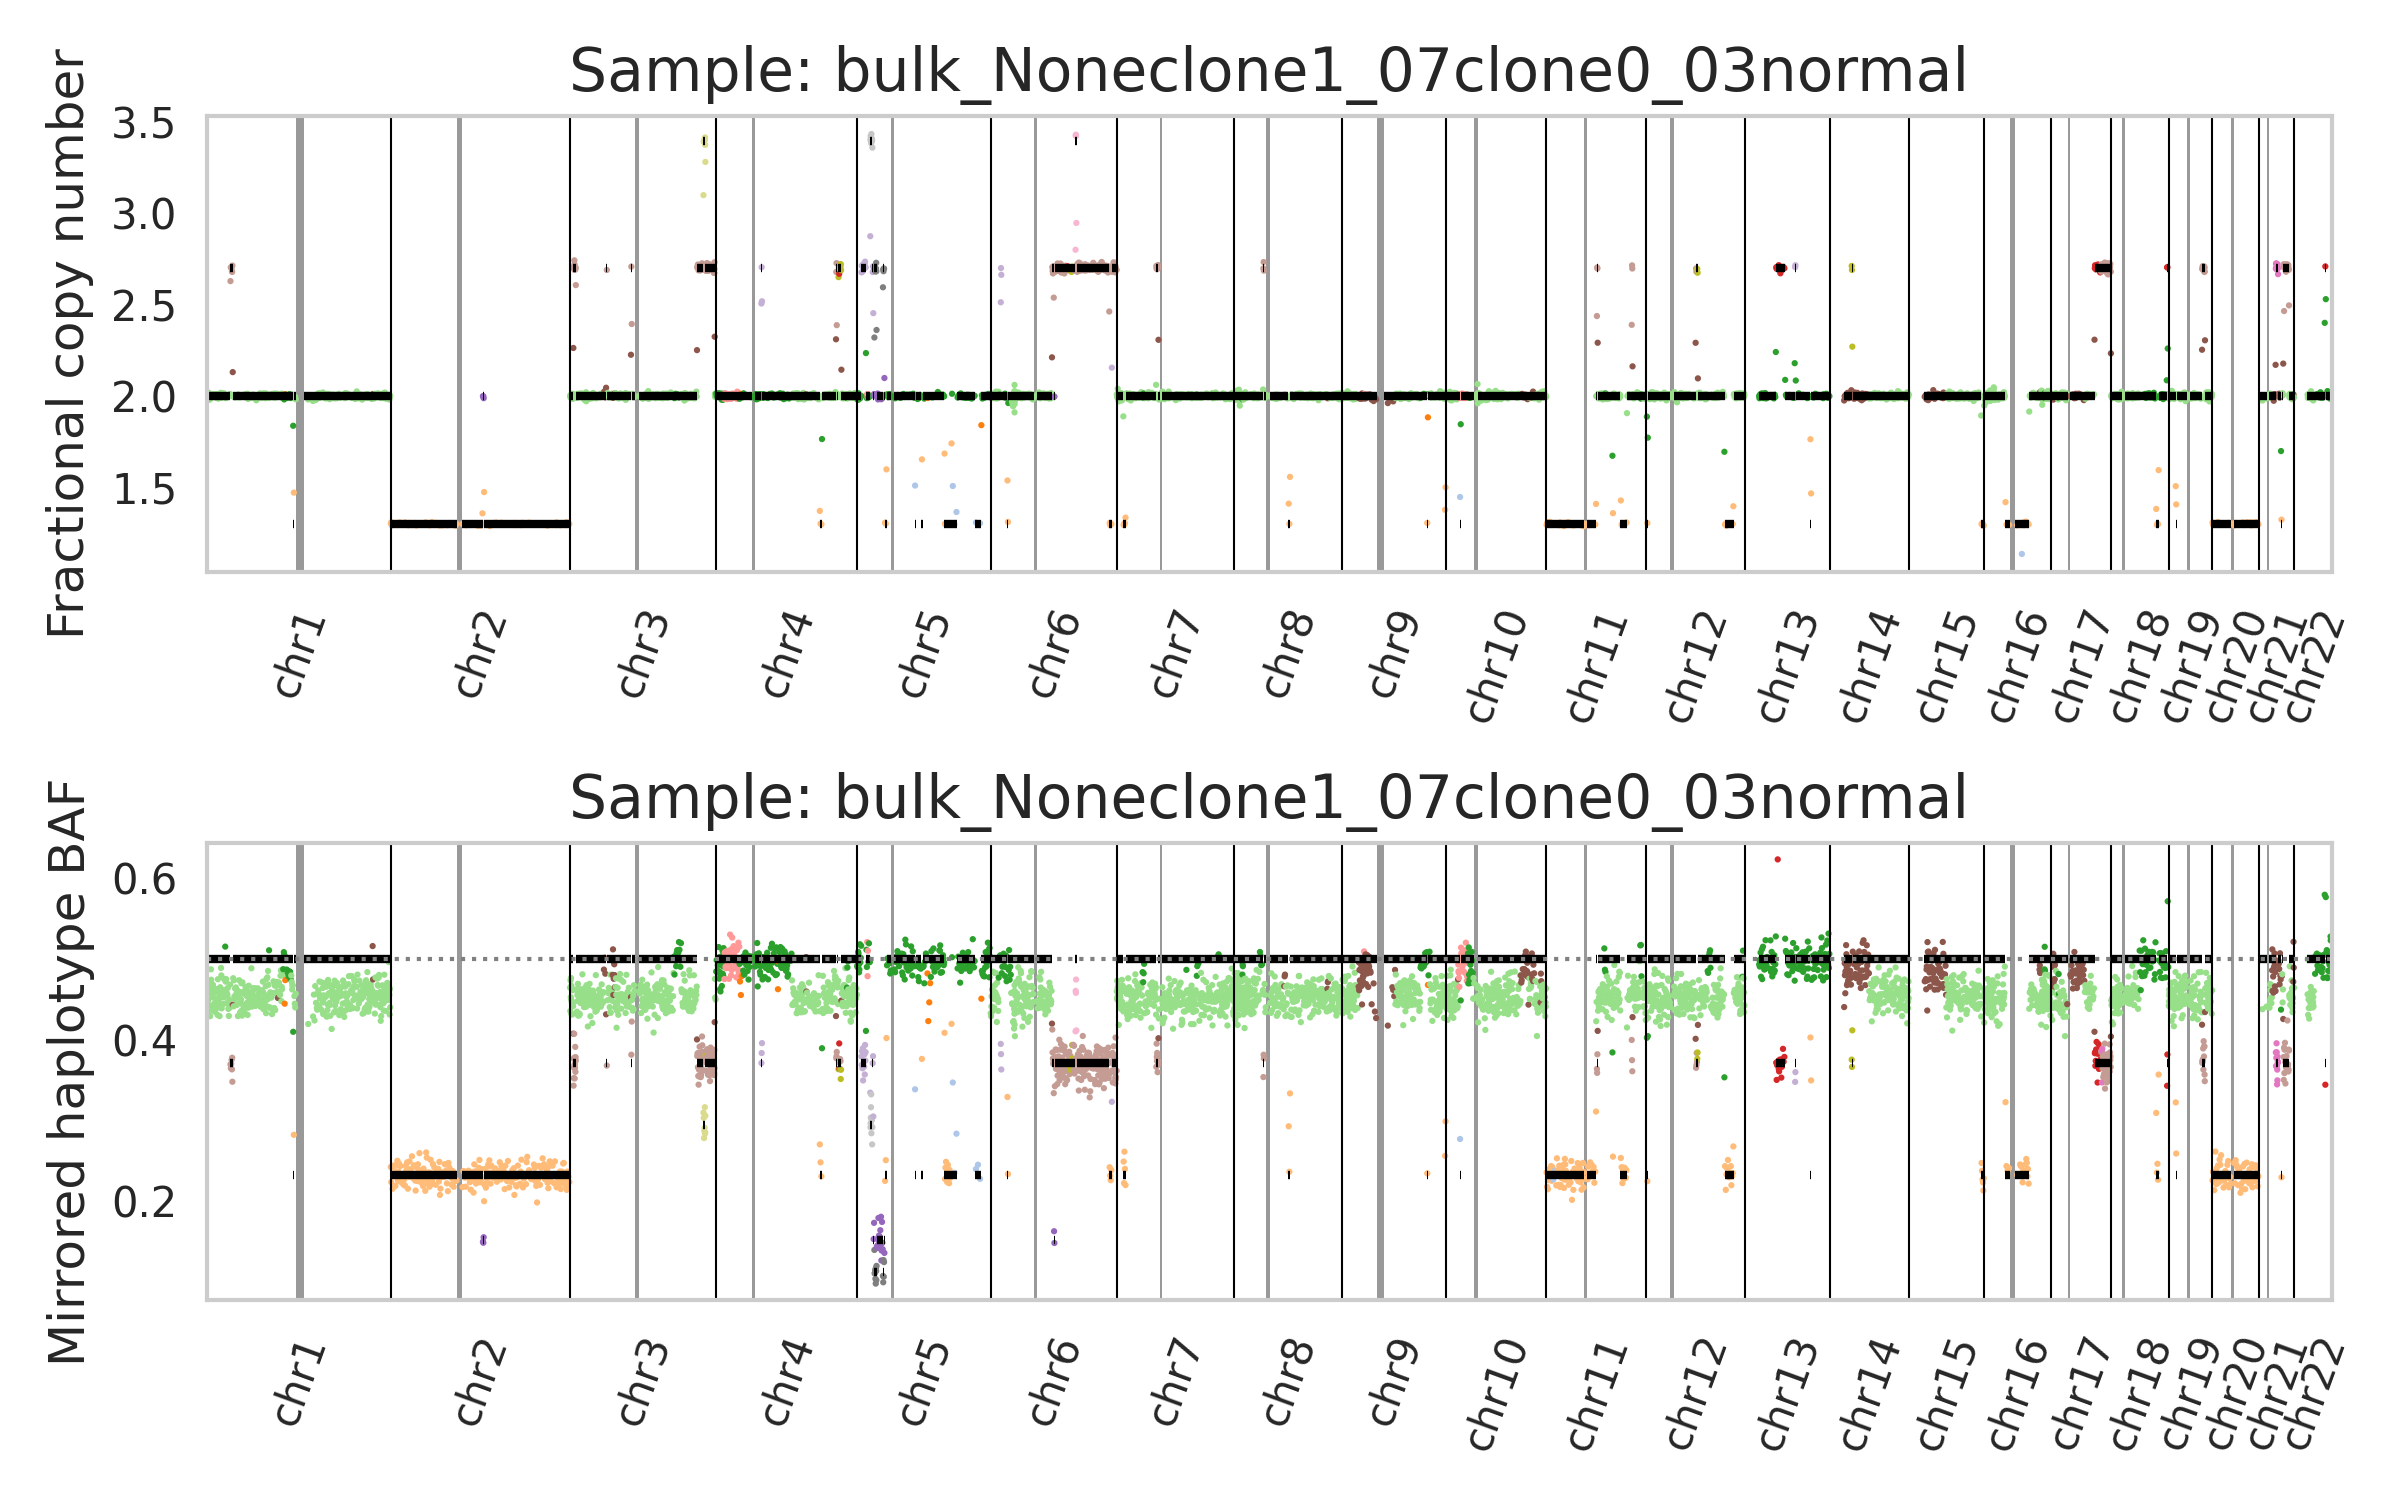 Sample: bulk_Noneclone1_07clone0_03normal
Fractional copy number
3.5
3.0
2.5
2.0
1.5
chr1
chr2
chr3
chr4
chr5
chr6
chr7
chr8
chr9
chr10
chr11
chr12
chr13
chr14
chr15
chr16
chr17
chr18
chr19
chr20
chr21
chr22
Sample: bulk_Noneclone1_07clone0_03normal
Mirrored haplotype BAF
0.6
0.4
0.2
chr1
chr2
chr3
chr4
chr5
chr6
chr7
chr8
chr9
chr10
chr11
chr12
chr13
chr14
chr15
chr16
chr17
chr18
chr19
chr20
chr21
chr22